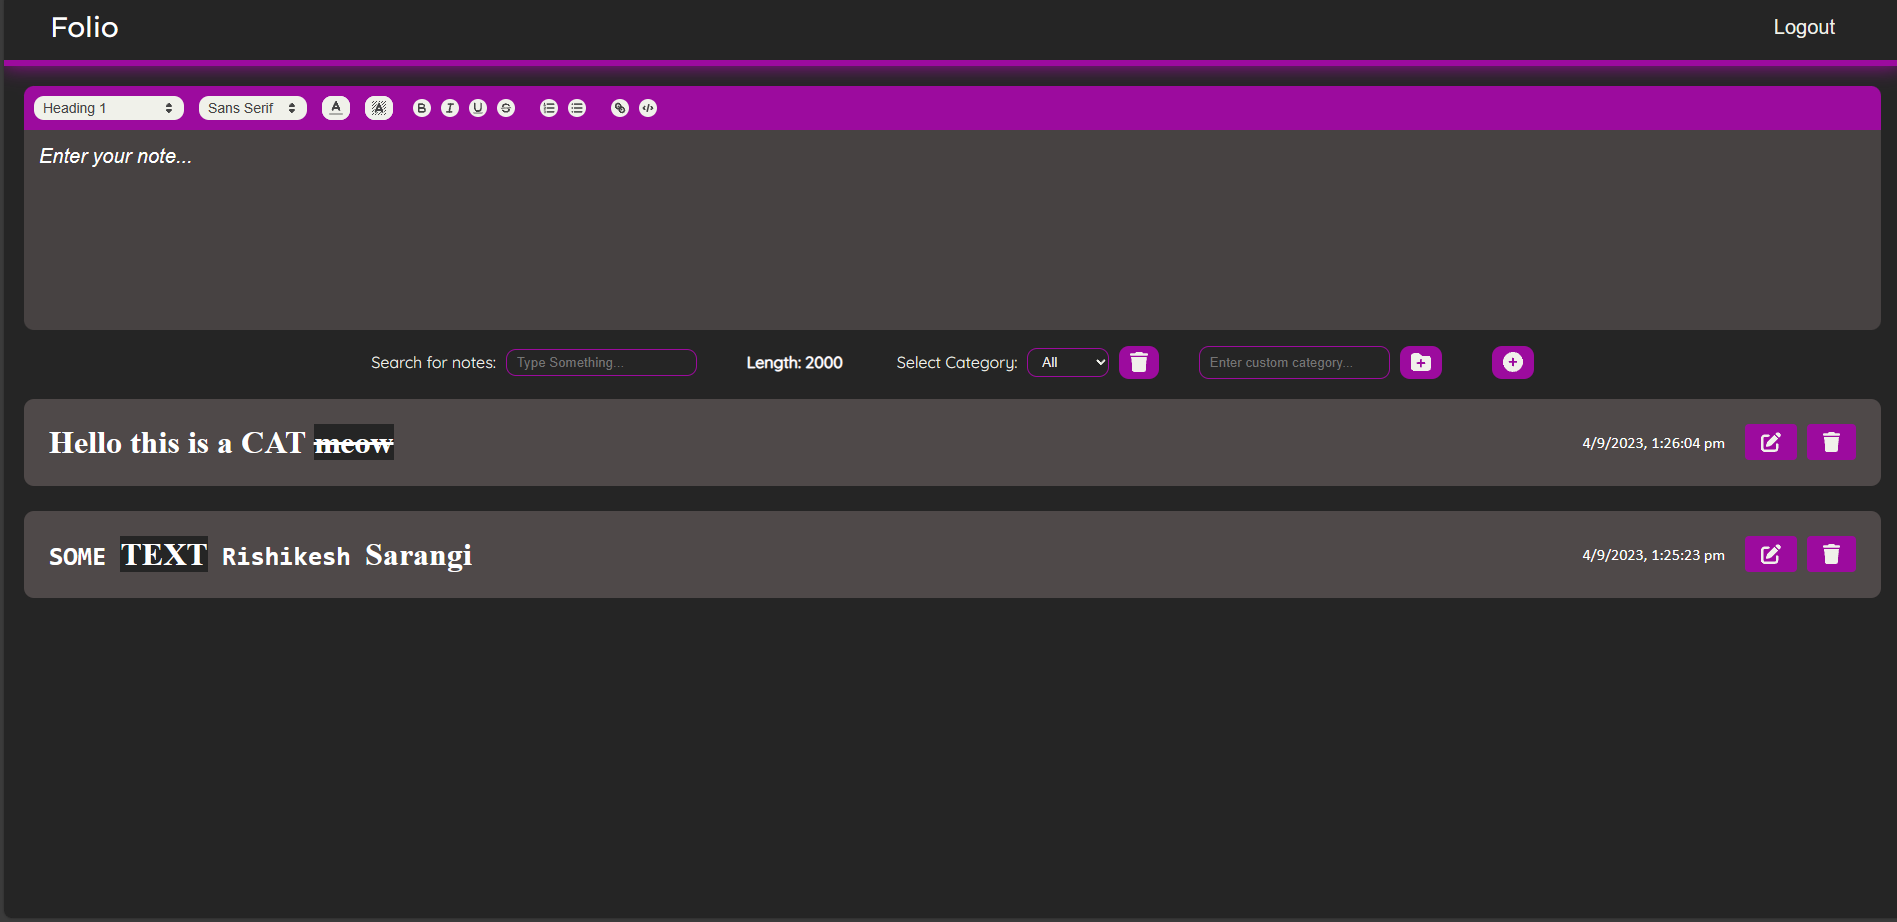 Folio Logout
Heading 1 Sans Serif
Enter your note...
Search for notes: Type Something... Length: 2000 Select Category: All Enter custom category...
Hello this is a CAT meow 4/9/2023, 1:26:04 pm
SOME TEXT Rishikesh Sarangi 4/9/2023, 1:25:23 pm